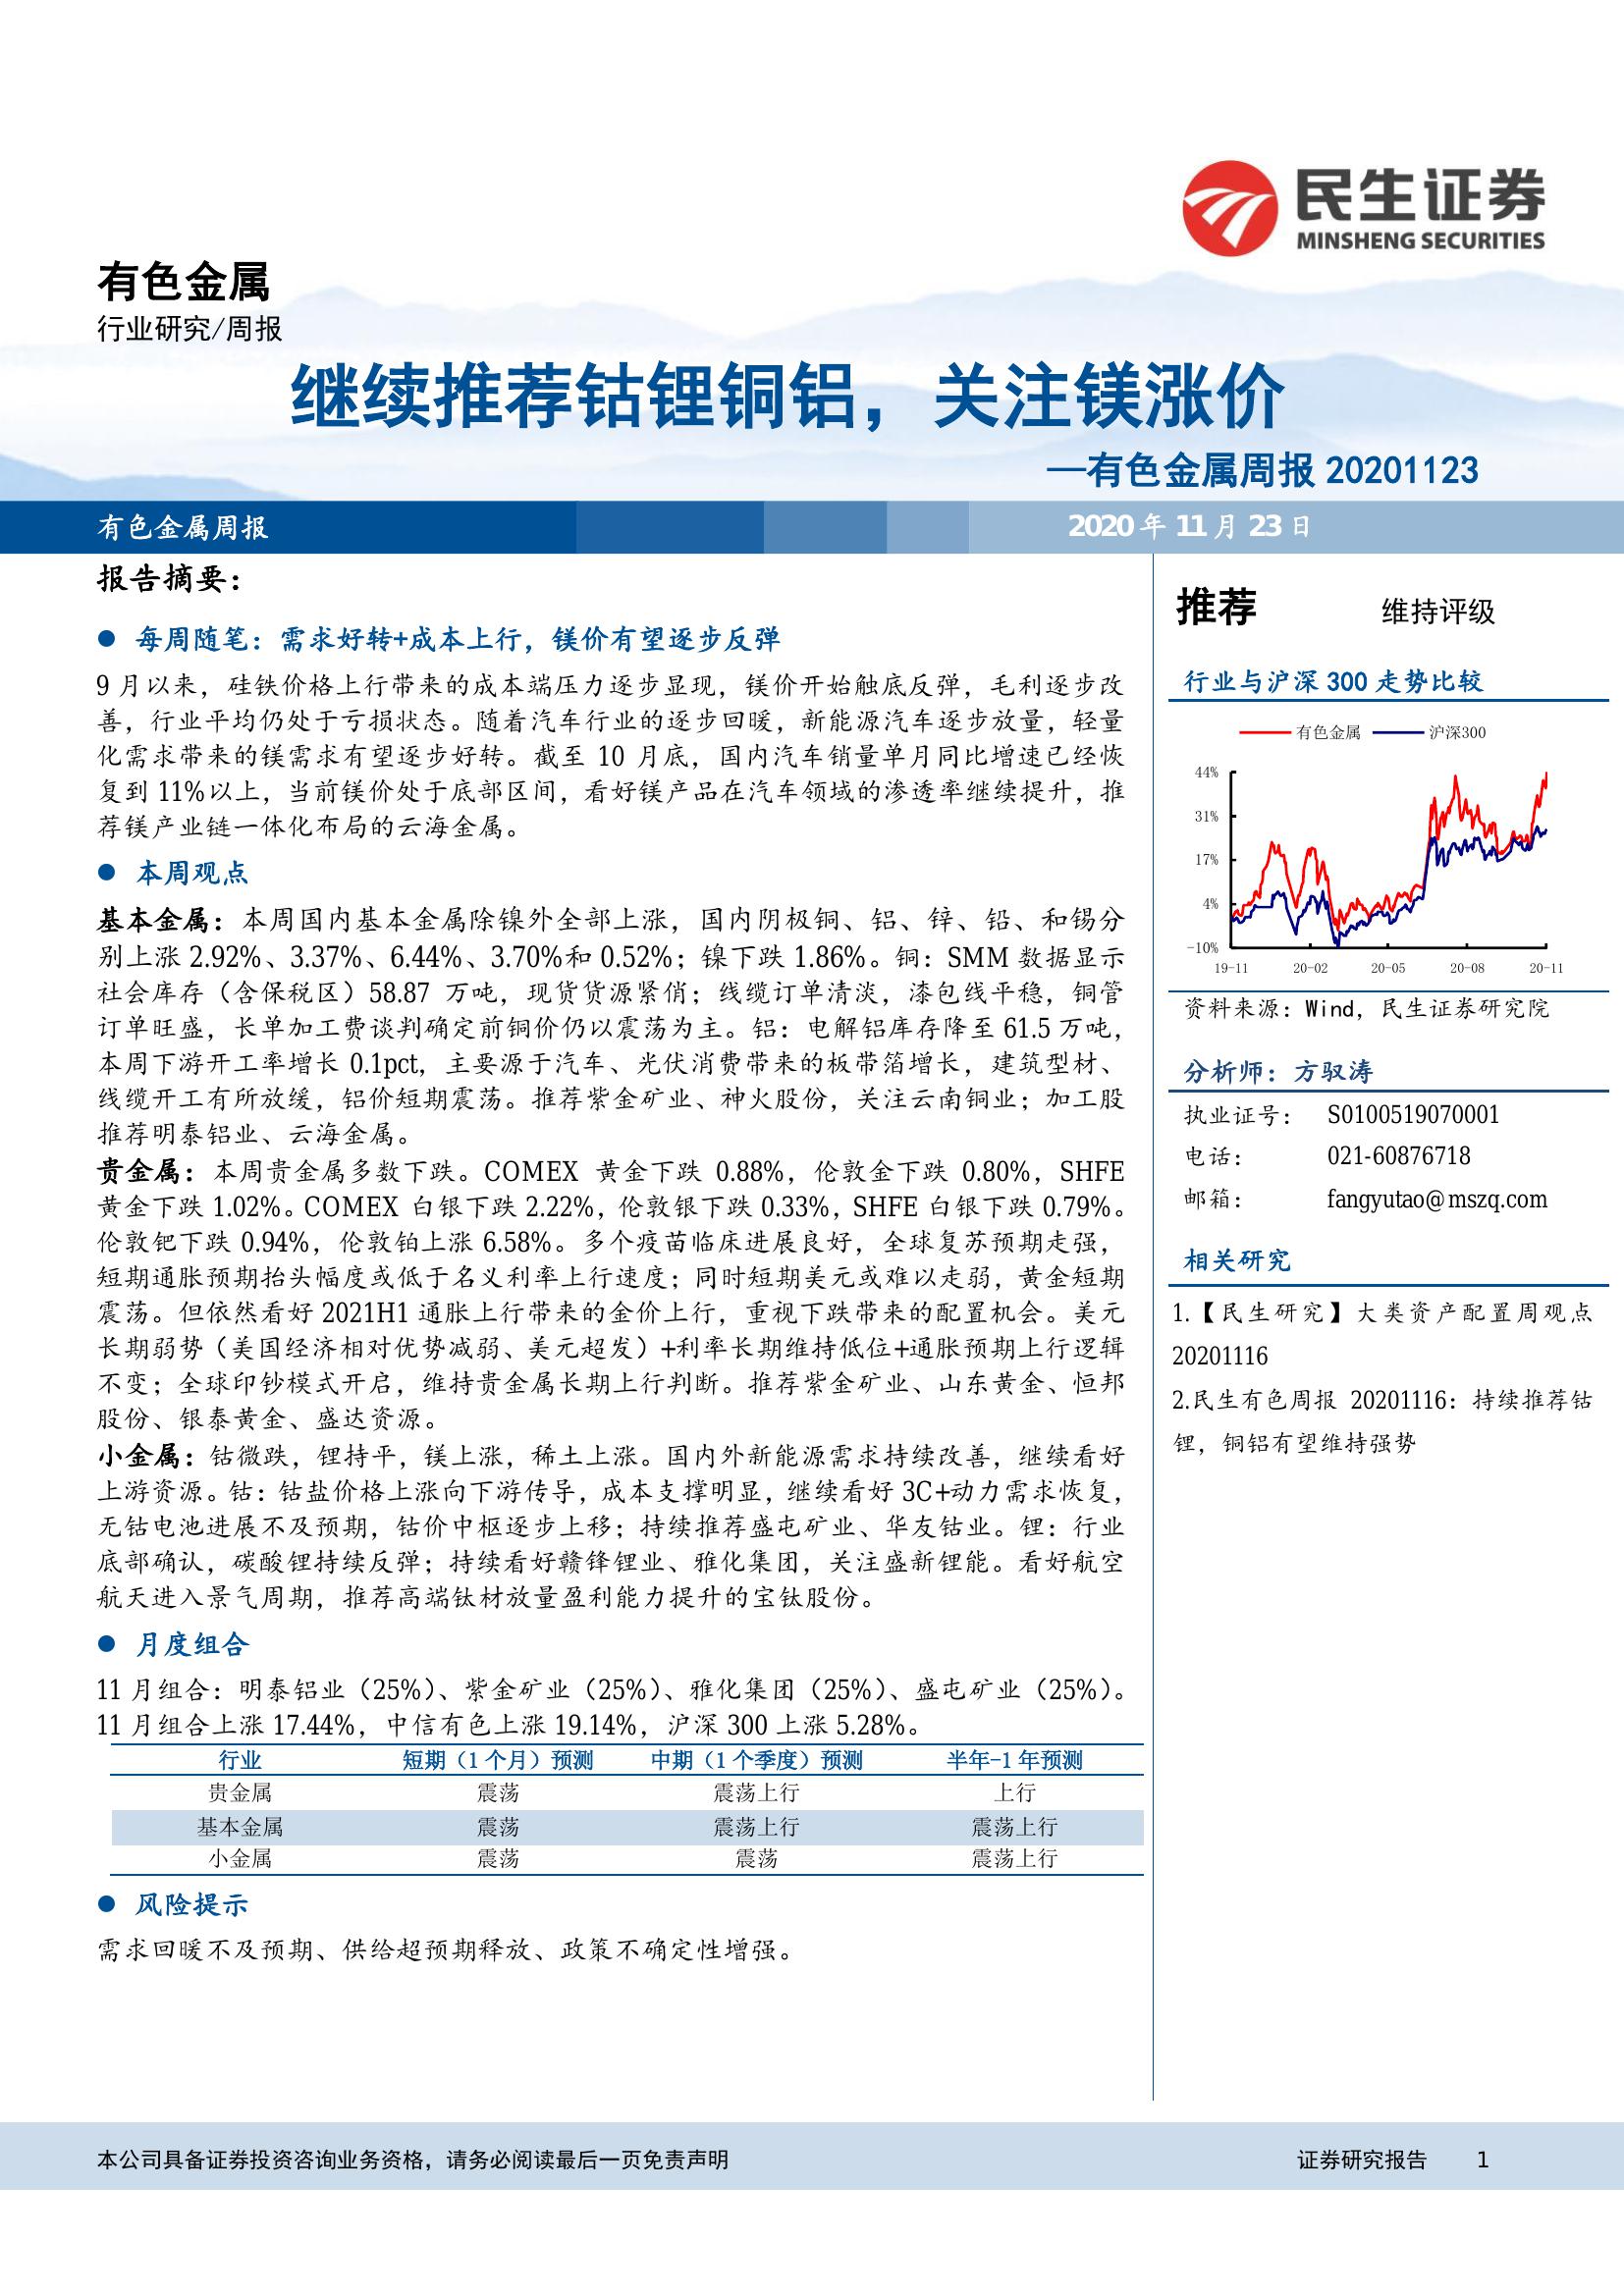 民生证券
MINSHENG SECURITIES
有色金属
行业研究/周报
继续推荐钴锂铜铝，关注镁涨价
—有色金属周报 20201123
有色金属周报
2020 年 11 月 23 日
报告摘要：
● 每周随笔：需求好转+成本上行，镁价有望逐步反弹
9 月以来，硅铁价格上行带来的成本端压力逐步显现，镁价开始触底反弹，毛利逐步改
善，行业平均仍处于亏损状态。随着汽车行业的逐步回暖，新能源汽车逐步放量，轻量
化需求带来的镁需求有望逐步好转。截至 10 月底，国内汽车销量单月同比增速已经恢
复到 11%以上，当前镁价处于底部区间，看好镁产品在汽车领域的渗透率继续提升，推
荐镁产业链一体化布局的云海金属。
● 本周观点
基本金属：本周国内基本金属除镍外全部上涨，国内阴极铜、铝、锌、铅、和锡分
别上涨 2.92%、3.37%、6.44%、3.70%和 0.52%；镍下跌 1.86%。铜：SMM 数据显示
社会库存（含保税区）58.87 万吨，现货货源紧俏；线缆订单清淡，漆包线平稳，铜管
订单旺盛，长单加工费谈判确定前铜价仍以震荡为主。铝：电解铝库存降至 61.5 万吨，
本周下游开工率增长 0.1pct，主要源于汽车、光伏消费带来的板带箔增长，建筑型材、
线缆开工有所放缓，铝价短期震荡。推荐紫金矿业、神火股份，关注云南铜业；加工股
推荐明泰铝业、云海金属。
贵金属：本周贵金属多数下跌。COMEX 黄金下跌 0.88%，伦敦金下跌 0.80%，SHFE
黄金下跌 1.02%。COMEX 白银下跌 2.22%，伦敦银下跌 0.33%，SHFE 白银下跌 0.79%。
伦敦钯下跌 0.94%，伦敦铂上涨 6.58%。多个疫苗临床进展良好，全球复苏预期走强，
短期通胀预期抬头幅度或低于名义利率上行速度；同时短期美元或难以走弱，黄金短期
震荡。但依然看好 2021H1 通胀上行带来的金价上行，重视下跌带来的配置机会。美元
长期弱势（美国经济相对优势减弱、美元超发）+利率长期维持低位+通胀预期上行逻辑
不变；全球印钞模式开启，维持贵金属长期上行判断。推荐紫金矿业、山东黄金、恒邦
股份、银泰黄金、盛达资源。
小金属：钴微跌，锂持平，镁上涨，稀土上涨。国内外新能源需求持续改善，继续看好
上游资源。钴：钴盐价格上涨向下游传导，成本支撑明显，继续看好 3C+动力需求恢复，
无钴电池进展不及预期，钴价中枢逐步上移；持续推荐盛屯矿业、华友钴业。锂：行业
底部确认，碳酸锂持续反弹；持续看好赣锋锂业、雅化集团，关注盛新锂能。看好航空
航天进入景气周期，推荐高端钛材放量盈利能力提升的宝钛股份。
● 月度组合
11 月组合：明泰铝业（25%）、紫金矿业（25%）、雅化集团（25%）、盛屯矿业（25%）。
11 月组合上涨 17.44%，中信有色上涨 19.14%，沪深 300 上涨 5.28%。
行业 短期（1 个月）预测 中期（1 个季度）预测 半年-1 年预测
贵金属 震荡 震荡上行 上行
基本金属 震荡 震荡上行 震荡上行
小金属 震荡 震荡 震荡上行
● 风险提示
需求回暖不及预期、供给超预期释放、政策不确定性增强。
推荐 维持评级
行业与沪深 300 走势比较
有色金属 沪深300
44%
31%
17%
4%
-10%
19-11 20-02 20-05 20-08 20-11
资料来源：Wind，民生证券研究院
分析师：方驭涛
执业证号： S0100519070001
电话： 021-60876718
邮箱： fangyutao@mszq.com
相关研究
1.【民生研究】大类资产配置周观点
20201116
2.民生有色周报 20201116：持续推荐钴
锂，铜铝有望维持强势
本公司具备证券投资咨询业务资格，请务必阅读最后一页免责声明
证券研究报告 1